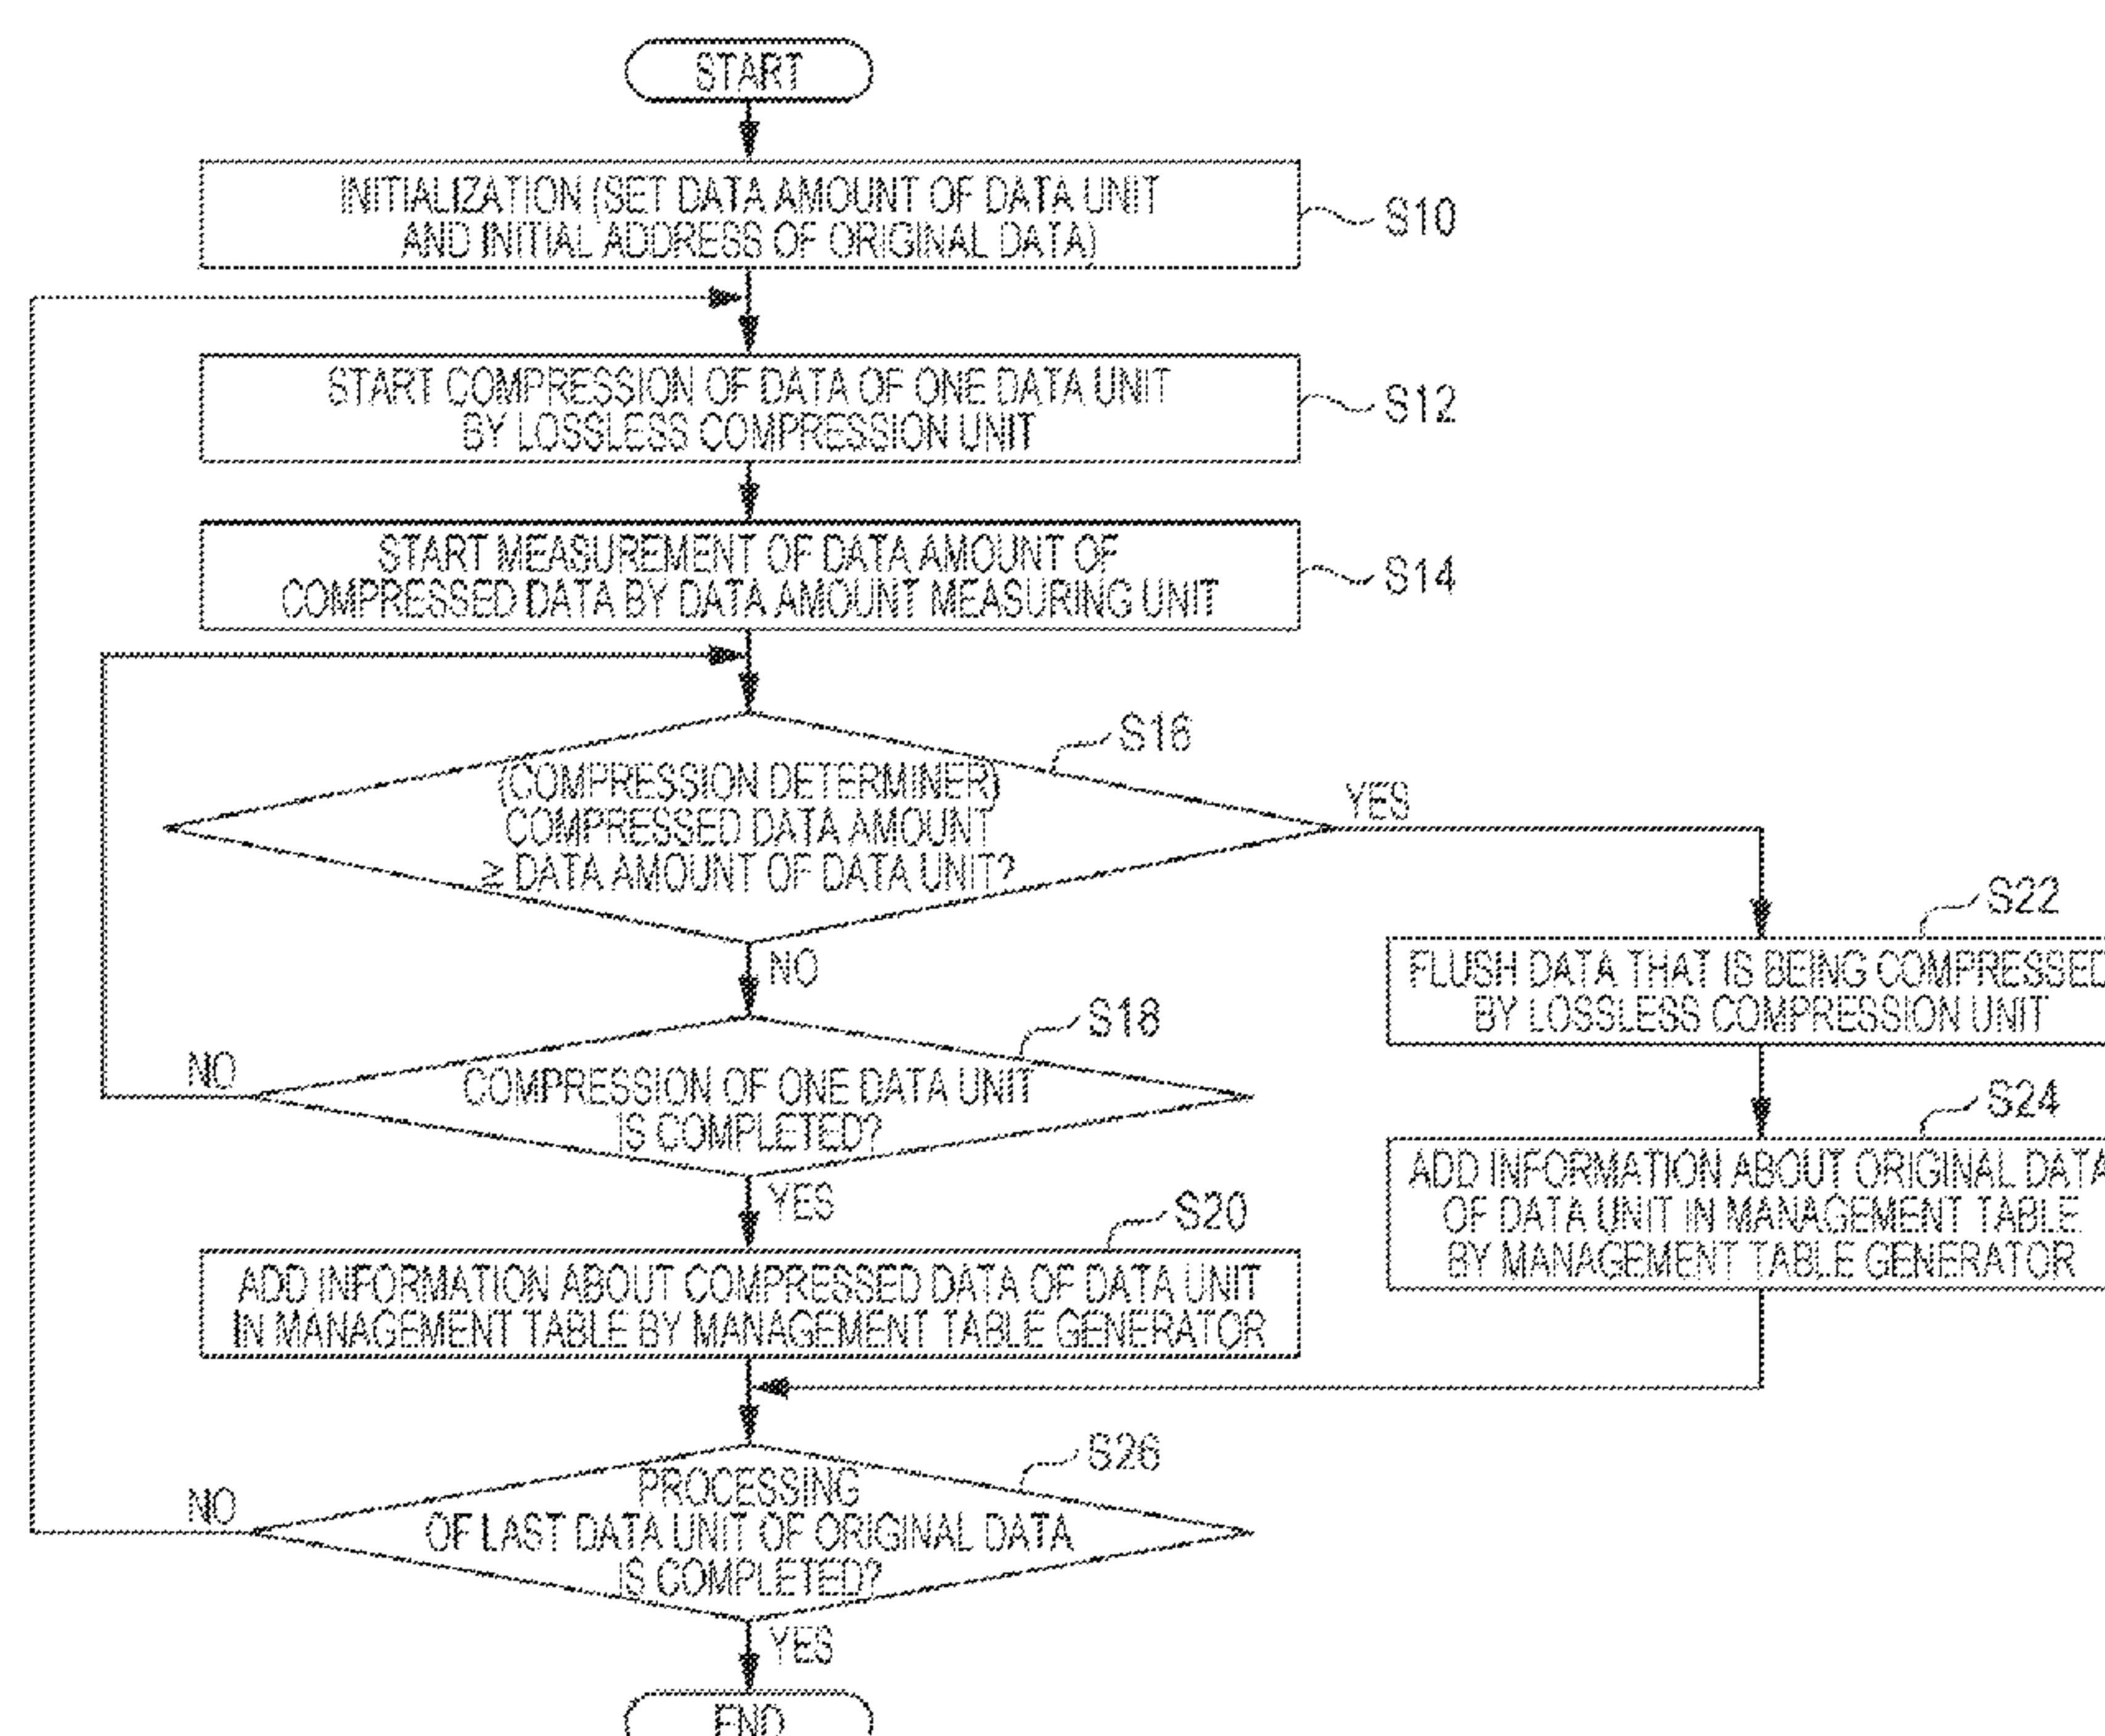 START
INITIALIZATION (SET DATA AMOUNT OF DATA UNIT
AND INITIAL ADDRESS OF ORIGINAL DATA)
S10
START COMPRESSION OF DATA OF ONE DATA UNIT
BY LOSSLESS COMPRESSION UNIT
S12
START MEASUREMENT OF DATA AMOUNT OF
COMPRESSED DATA BY DATA AMOUNT MEASURING UNIT
S14
S16
(COMPRESSION DETERMINER)
COMPRESSED DATA AMOUNT
≥ DATA AMOUNT OF DATA UNIT?
YES
NO
S22
FLUSH DATA THAT IS BEING COMPRESSED
BY LOSSLESS COMPRESSION UNIT
S18
COMPRESSION OF ONE DATA UNIT
IS COMPLETED?
NO
YES
S24
ADD INFORMATION ABOUT ORIGINAL DATA
OF DATA UNIT IN MANAGEMENT TABLE
BY MANAGEMENT TABLE GENERATOR
S20
ADD INFORMATION ABOUT COMPRESSED DATA OF DATA UNIT
IN MANAGEMENT TABLE BY MANAGEMENT TABLE GENERATOR
S26
PROCESSING
OF LAST DATA UNIT OF ORIGINAL DATA
IS COMPLETED?
NO
YES
END